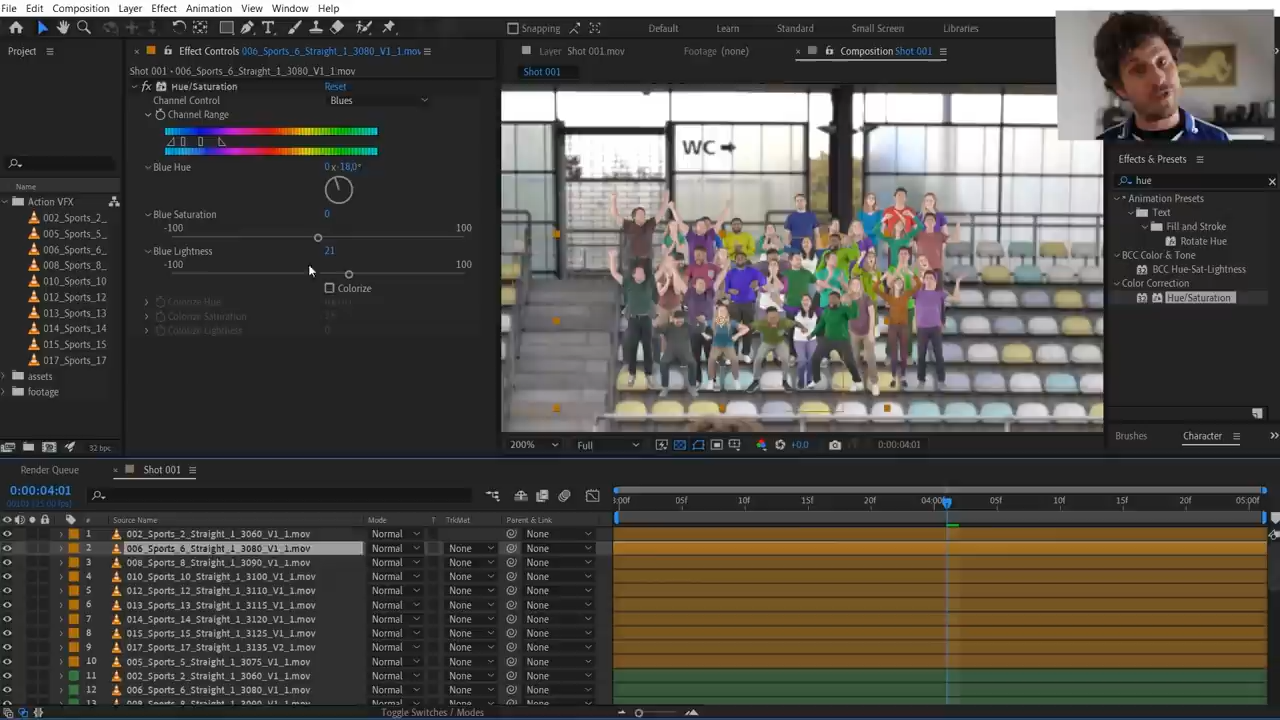 File Edit Composition Layer Effect Animation View Window Help
Snapping Default Learn Standard Small Screen Libraries
Project
Effect Controls 006_Sports_6_Straight_1_3080_V1_1.mov
Layer Shot 001.mov Footage (none) Composition Shot 001
Shot 001 • 006_Sports_6_Straight_1_3080_V1_1.mov
Shot 001
fx Hue/Saturation Reset
Channel Control Blues
Channel Range
Blue Hue 0 x -18,0°
Blue Saturation 0
-100 100
Blue Lightness 21
-100 100
Colorize
Colorize Hue
Colorize Saturation
Colorize Lightness
WC
Name
Action VFX
002_Sports_2_
005_Sports_5_
006_Sports_6_
008_Sports_8_
010_Sports_10
012_Sports_12
013_Sports_13
014_Sports_14
015_Sports_15
017_Sports_17
assets
footage
32 bpc
Effects & Presets
hue
* Animation Presets
Text
Fill and Stroke
Rotate Hue
BCC Color & Tone
BCC Hue-Sat-Lightness
Color Correction
Hue/Saturation
Brushes Character
200% Full +0,0 0:00:04:01
Render Queue Shot 001
0:00:04:01
:00f 05f 10f 15f 20f 04:00f 05f 10f 15f 20f 05:00f
# Source Name Mode T TrkMat Parent & Link
1 002_Sports_2_Straight_1_3060_V1_1.mov Normal None
2 006_Sports_6_Straight_1_3080_V1_1.mov Normal None None
3 008_Sports_8_Straight_1_3090_V1_1.mov Normal None None
4 010_Sports_10_Straight_1_3100_V1_1.mov Normal None None
5 012_Sports_12_Straight_1_3110_V1_1.mov Normal None None
6 013_Sports_13_Straight_1_3115_V1_1.mov Normal None None
7 014_Sports_14_Straight_1_3120_V1_1.mov Normal None None
8 015_Sports_15_Straight_1_3125_V1_1.mov Normal None None
9 017_Sports_17_Straight_1_3135_V2_1.mov Normal None None
10 005_Sports_5_Straight_1_3075_V1_1.mov Normal None None
11 002_Sports_2_Straight_1_3060_V1_1.mov Normal None None
12 006_Sports_6_Straight_1_3080_V1_1.mov Normal None None
13 008_Sports_8_Straight_1_3090_V1_1.mov
Toggle Switches / Modes